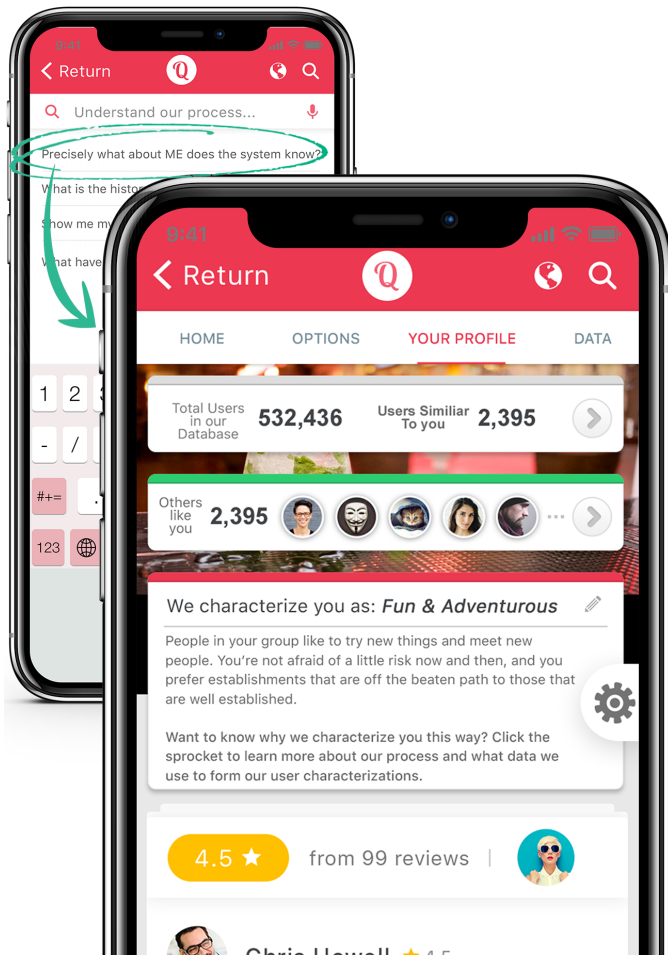 9:41
Return
Q
Understand our process...
Precisely what about ME does the system know?
What is the
Show me my
What have
1 2
- /
#+= .
123
9:41
Return
Q
HOME OPTIONS YOUR PROFILE DATA
Total Users
in our
Database
532,436
Users Similiar
To you
2,395
Others
like
you
2,395
We characterize you as: Fun & Adventurous
People in your group like to try new things and meet new
people. You're not afraid of a little risk now and then, and you
prefer establishments that are off the beaten path to those that
are well established.
Want to know why we characterize you this way? Click the
sprocket to learn more about our process and what data we
use to form our user characterizations.
4.5 ★ from 99 reviews |
Chris Howell ★ 4.5